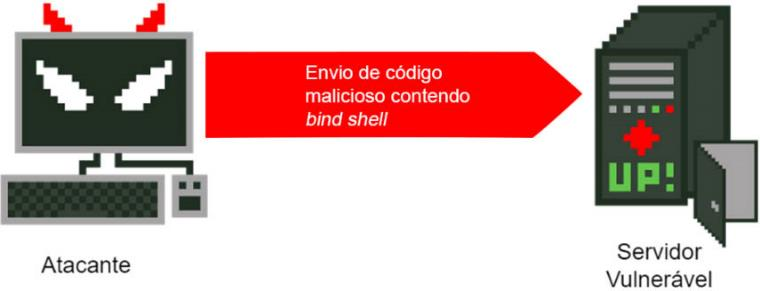 Envio de código
malicioso contendo
bind shell
UP!
Atacante
Servidor
Vulnerável